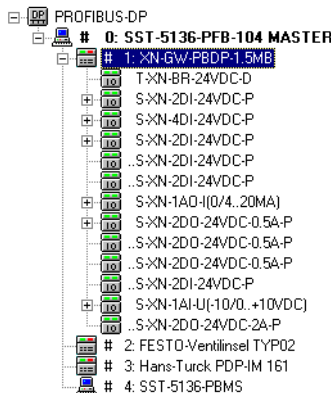 PROFIBUS-DP
# 0: SST-5136-PFB-104 MASTER
# 1: XN-GW-PBDP-1.5MB
T-XN-BR-24VDC-D
S-XN-2DI-24VDC-P
S-XN-4DI-24VDC-P
S-XN-2DI-24VDC-P
..S-XN-2DI-24VDC-P
..S-XN-2DI-24VDC-P
S-XN-1AO-I(0/4..20MA)
S-XN-2DO-24VDC-0.5A-P
..S-XN-2DO-24VDC-0.5A-P
..S-XN-2DO-24VDC-0.5A-P
..S-XN-2DI-24VDC-P
S-XN-1AI-U(-10/0..+10VDC)
S-XN-2DO-24VDC-2A-P
# 2: FESTO-Ventilinsel TYP02
# 3: Hans-Turck PDP-IM 161
# 4: SST-5136-PBMS